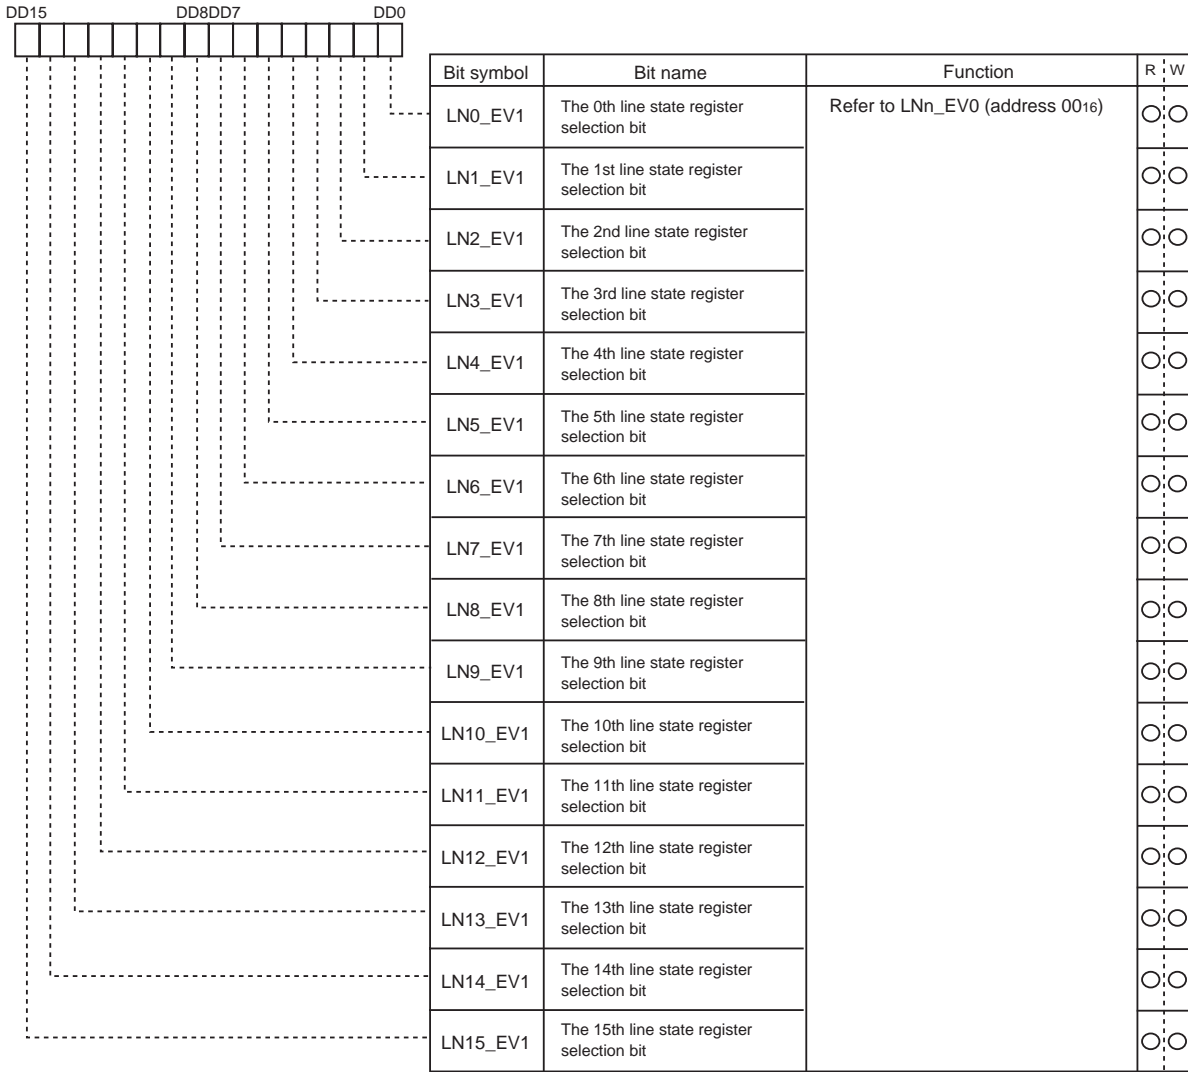 DD15 DD8DD7 DD0
Bit symbol Bit name Function R W
LN0_EV1 The 0th line state register
selection bit
Refer to LNn_EV0 (address 0016)
LN1_EV1 The 1st line state register
selection bit
LN2_EV1 The 2nd line state register
selection bit
LN3_EV1 The 3rd line state register
selection bit
LN4_EV1 The 4th line state register
selection bit
LN5_EV1 The 5th line state register
selection bit
LN6_EV1 The 6th line state register
selection bit
LN7_EV1 The 7th line state register
selection bit
LN8_EV1 The 8th line state register
selection bit
LN9_EV1 The 9th line state register
selection bit
LN10_EV1 The 10th line state register
selection bit
LN11_EV1 The 11th line state register
selection bit
LN12_EV1 The 12th line state register
selection bit
LN13_EV1 The 13th line state register
selection bit
LN14_EV1 The 14th line state register
selection bit
LN15_EV1 The 15th line state register
selection bit